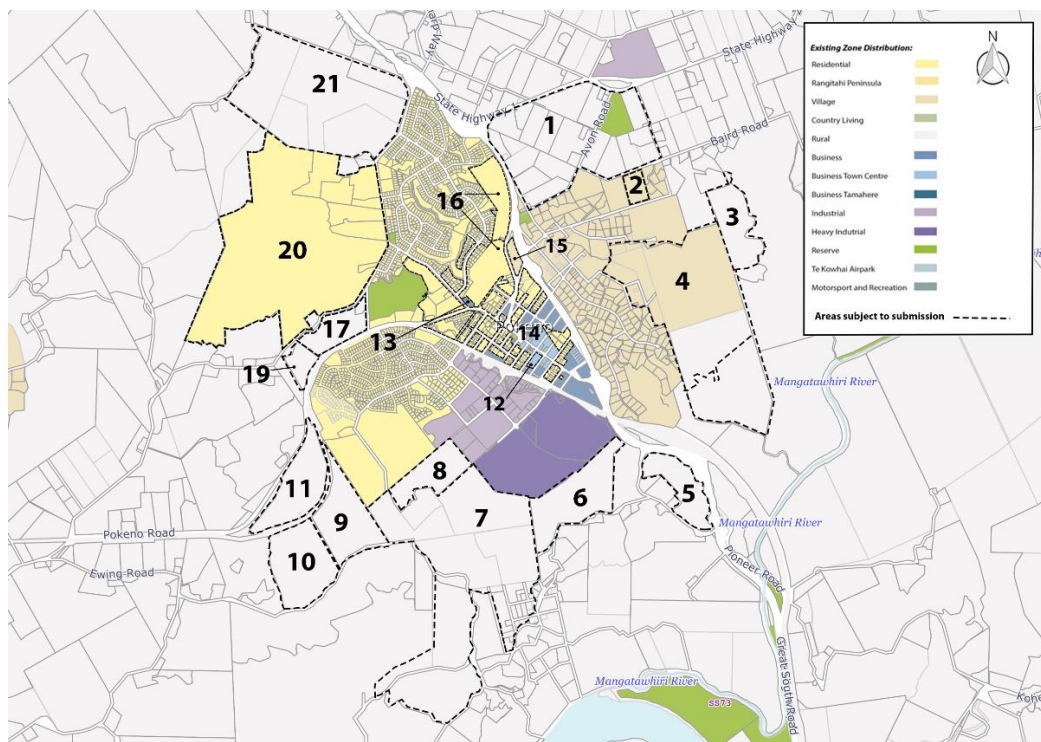 Existing Zone Distribution:
Residential
Rangitahi Peninsula
Village
Country Living
Rural
Business
Business Town Centre
Business Tamahere
Industrial
Heavy Indutrial
Reserve
Te Kowhai Airpark
Motorsport and Recreation
Areas subject to submission
N
State Highway 2
State Highway 1
Avon Road
Baird Road
21
1
2
16
3
15
20
4
17
13
14
19
12
Mangatawhiri River
8
11
5
9
7
6
Mangatawhiri River
Pokeno Road
10
Ewing Road
Pioneer Road
Great South Road
Mangatawhiri River
SS73